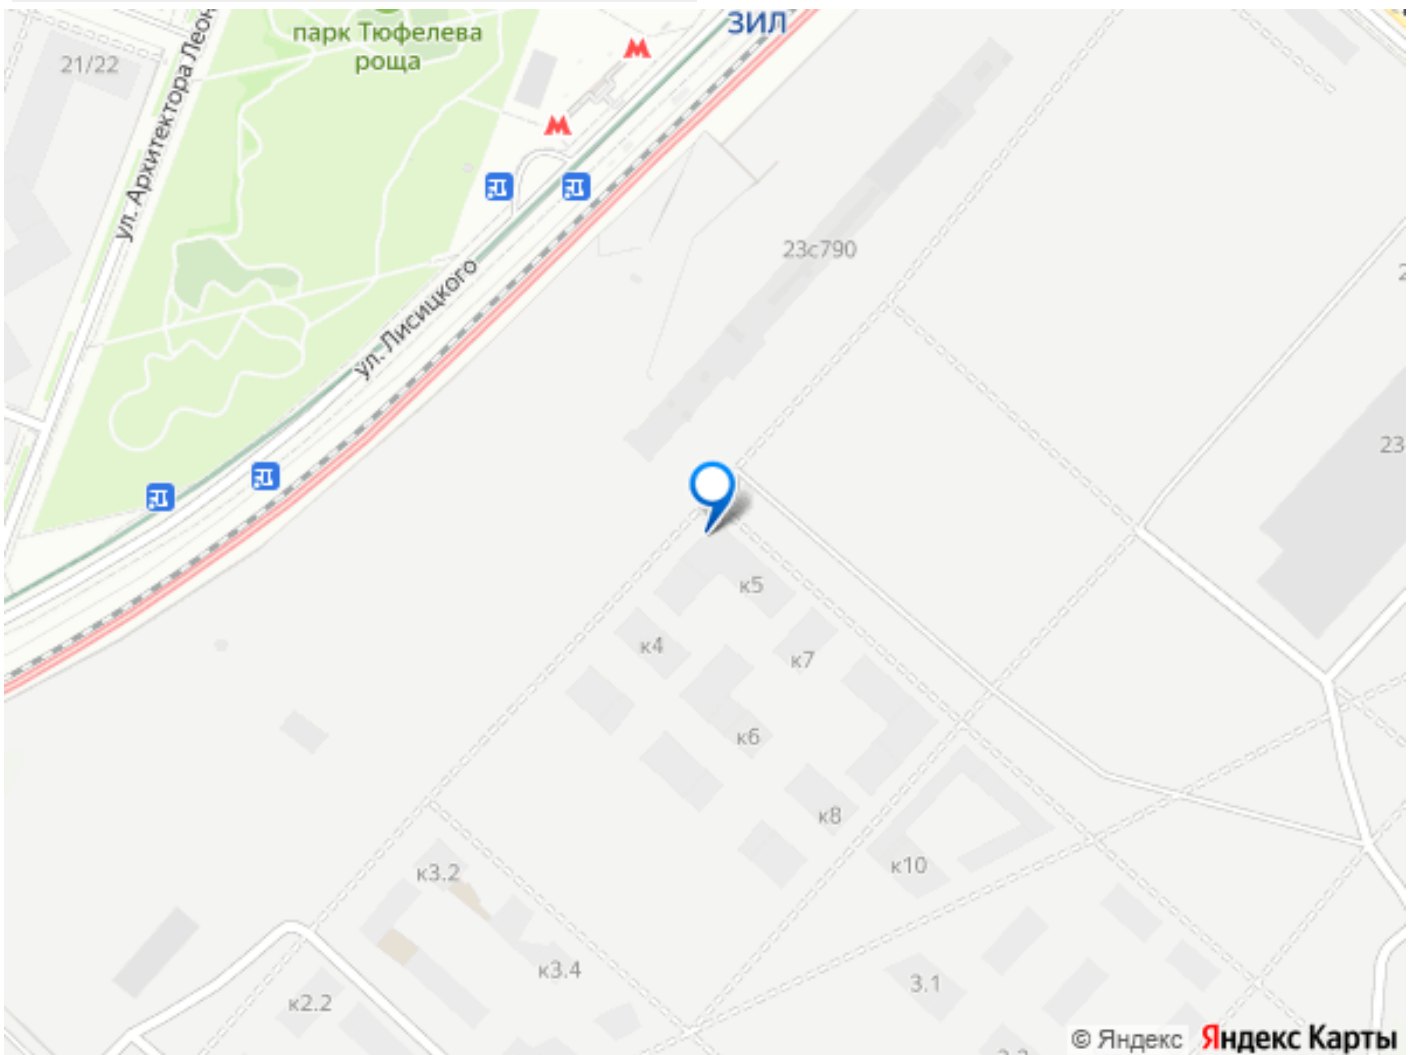 ЗИЛ
парк Тюфелева
роща
21/22
ул. Архитектора Леон
23с790
ул. Лисицкого
23
к5
к4
к7
к6
к8
к10
к3.2
к3.4
3.1
к2.2
© Яндекс Яндекс Карты